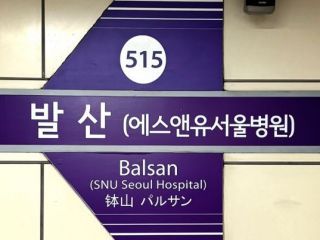 515
발산 (에스앤유서울병원)
Balsan
(SNU Seoul Hospital)
钵山 パルサン